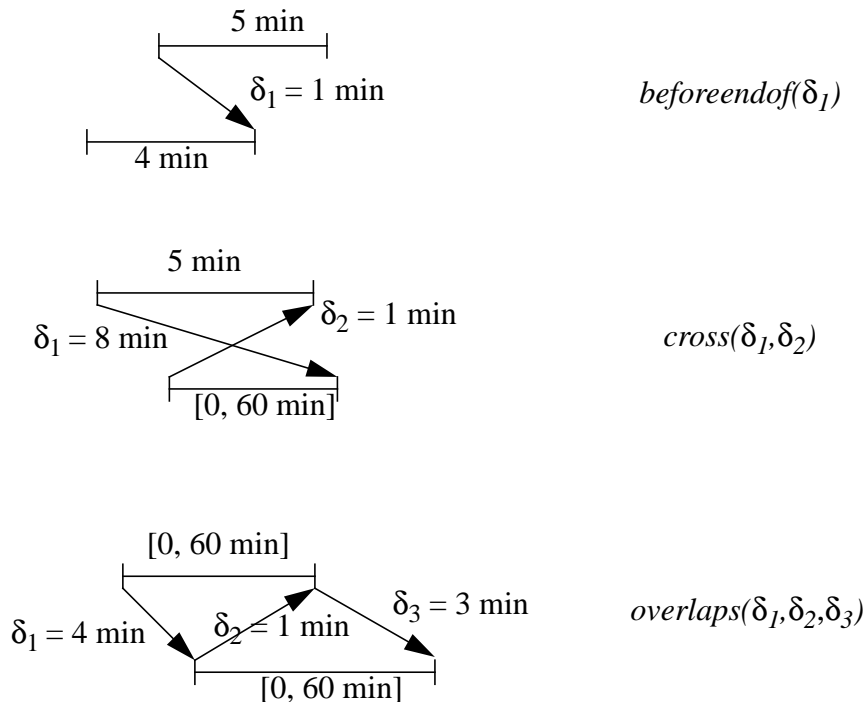 5 min
δ1 = 1 min
beforeendof(δ1)
4 min
5 min
δ2 = 1 min
δ1 = 8 min
cross(δ1,δ2)
[0, 60 min]
[0, 60 min]
δ3 = 3 min
δ1 = 4 min
δ2 = 1 min
overlaps(δ1,δ2,δ3)
[0, 60 min]